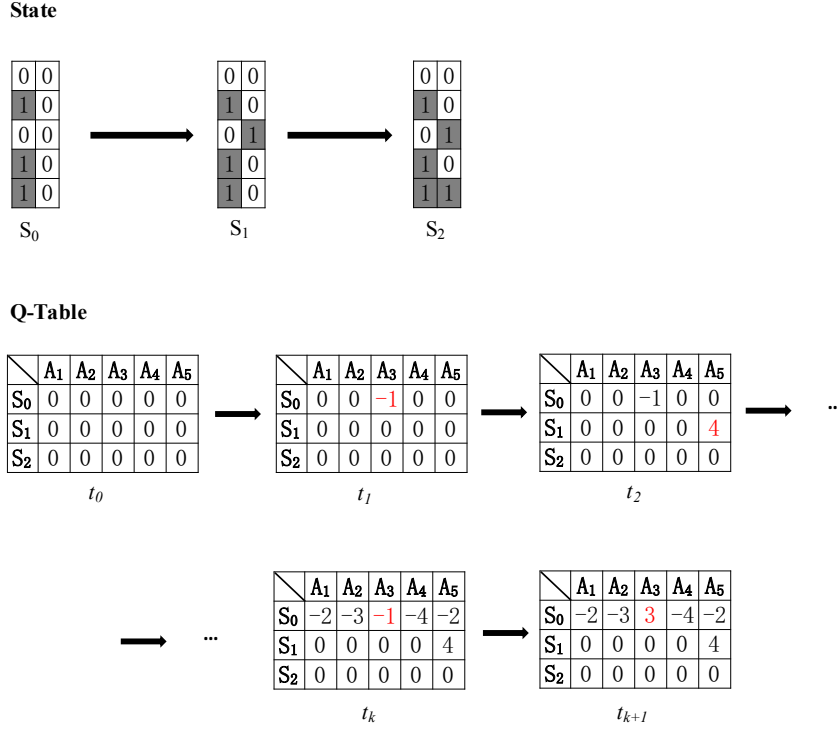 State
0 0 0 0 0 0
1 0 1 0 1 0
0 0 0 1 0 1
1 0 1 0 1 0
1 0 1 0 1 1
S0 S1 S2
Q-Table
A1 A2 A3 A4 A5 A1 A2 A3 A4 A5 A1 A2 A3 A4 A5
S0 0 0 0 0 0 S0 0 0 -1 0 0 S0 0 0 -1 0 0
S1 0 0 0 0 0 S1 0 0 0 0 0 S1 0 0 0 0 4 ..
S2 0 0 0 0 0 S2 0 0 0 0 0 S2 0 0 0 0 0
t0 t1 t2
A1 A2 A3 A4 A5 A1 A2 A3 A4 A5
S0 -2 -3 -1 -4 -2 S0 -2 -3 3 -4 -2
... S1 0 0 0 0 4 S1 0 0 0 0 4
S2 0 0 0 0 0 S2 0 0 0 0 0
tk tk+1